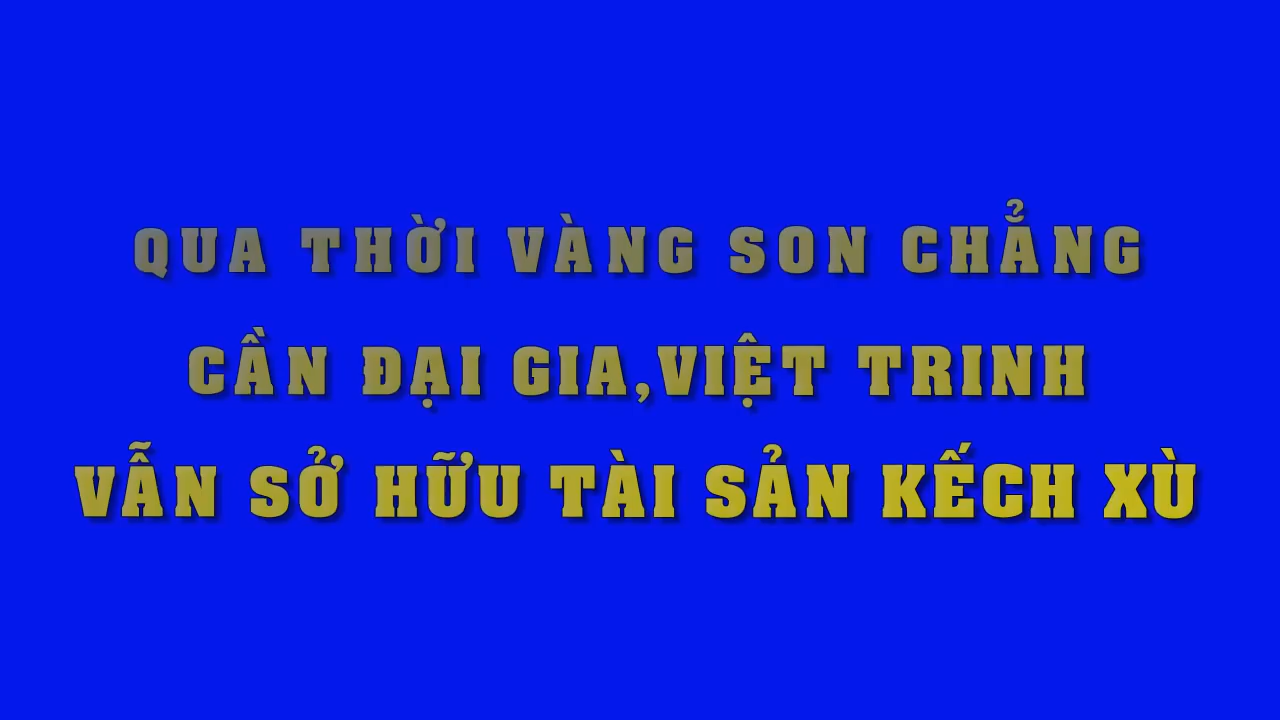 QUA THỜI VÀNG SON CHẲNG
CẦN ĐẠI GIA,VIỆT TRINH
VẪN SỞ HỮU TÀI SẢN KẾCH XÙ